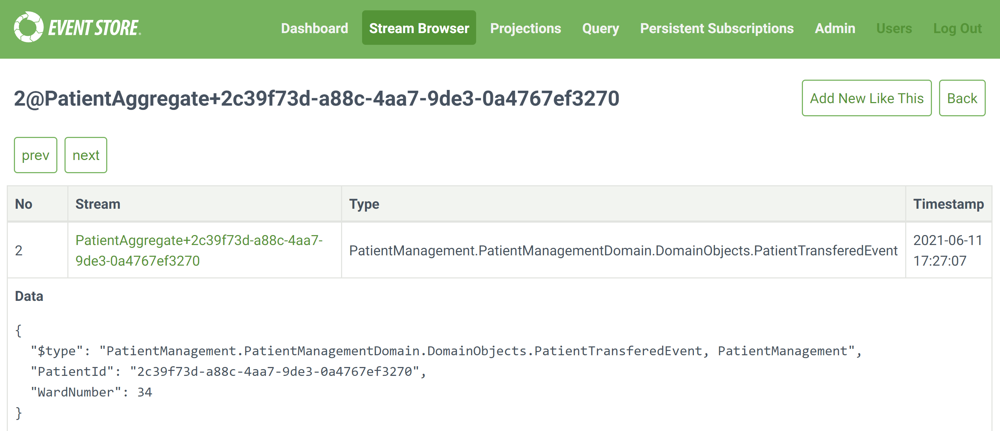 EVENT STORE®
Dashboard Stream Browser Projections Query Persistent Subscriptions Admin Users Log Out
2@PatientAggregate+2c39f73d-a88c-4aa7-9de3-0a4767ef3270
Add New Like This Back
prev next
No Stream Type Timestamp
2
PatientAggregate+2c39f73d-a88c-4aa7-
9de3-0a4767ef3270
PatientManagement.PatientManagementDomain.DomainObjects.PatientTransferedEvent
2021-06-11
17:27:07
Data
{
"$type": "PatientManagement.PatientManagementDomain.DomainObjects.PatientTransferedEvent, PatientManagement",
"PatientId": "2c39f73d-a88c-4aa7-9de3-0a4767ef3270",
"WardNumber": 34
}